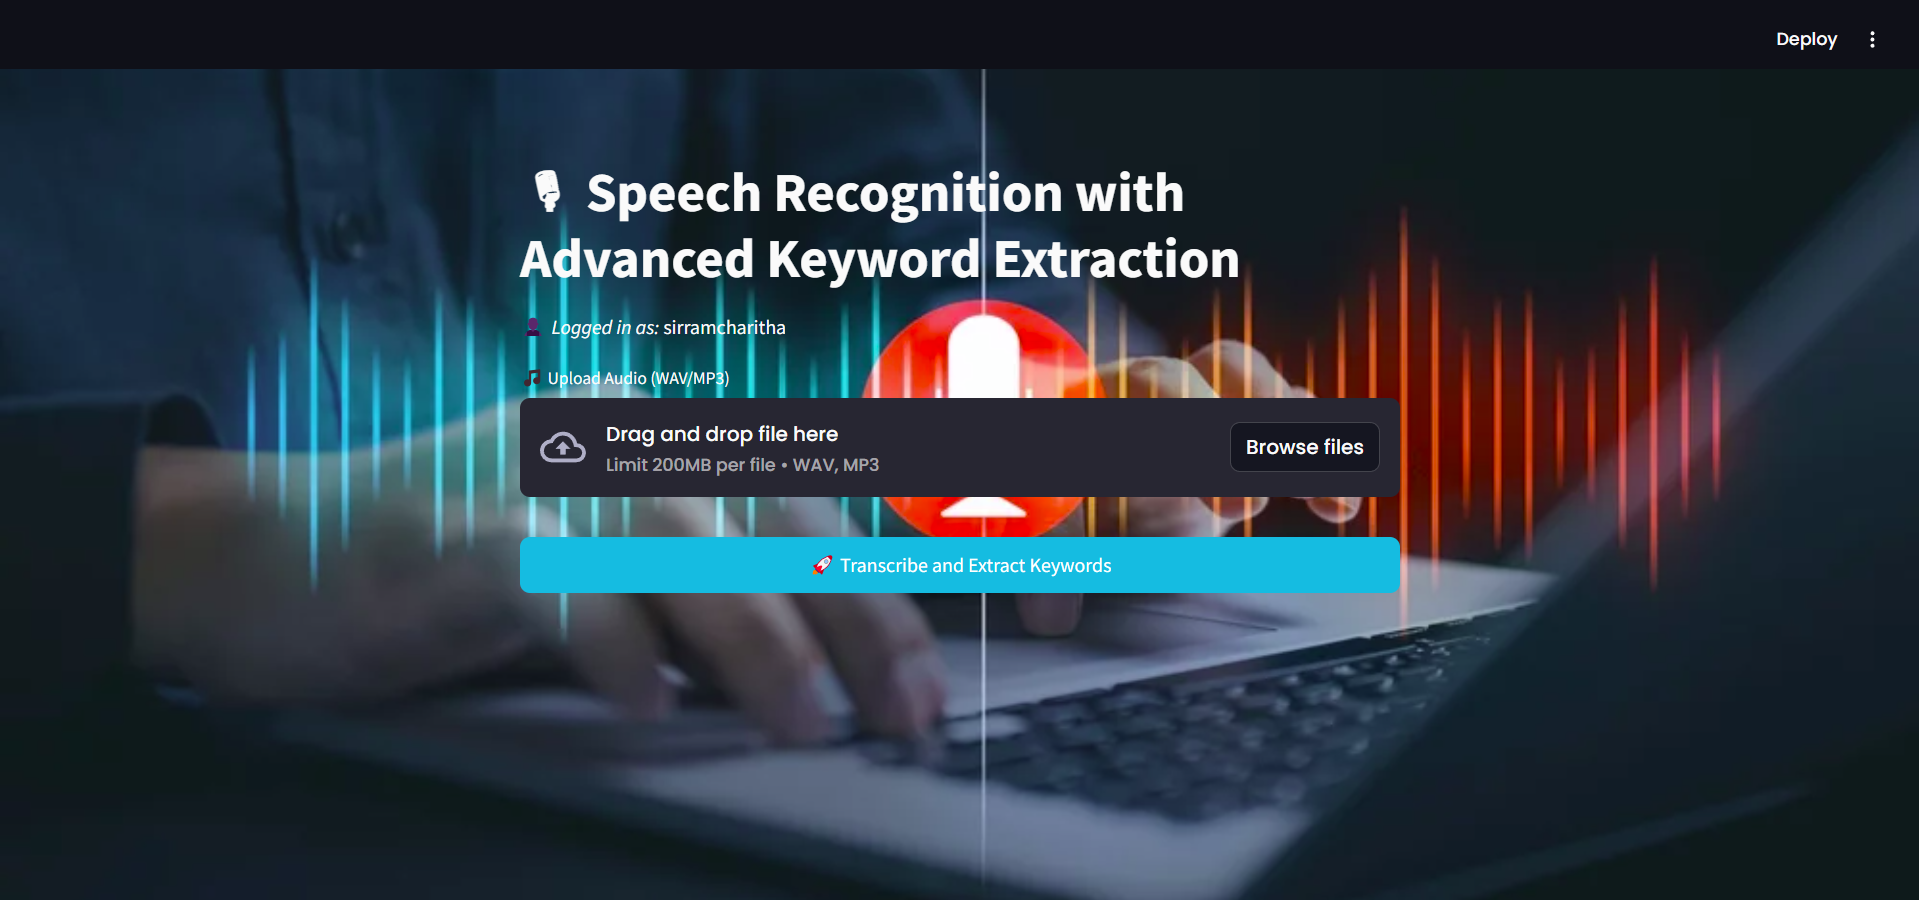 Deploy
🎙 Speech Recognition with
Advanced Keyword Extraction
👤 Logged in as: sirramcharitha
🎵 Upload Audio (WAV/MP3)
Drag and drop file here
Limit 200MB per file • WAV, MP3
Browse files
🚀 Transcribe and Extract Keywords